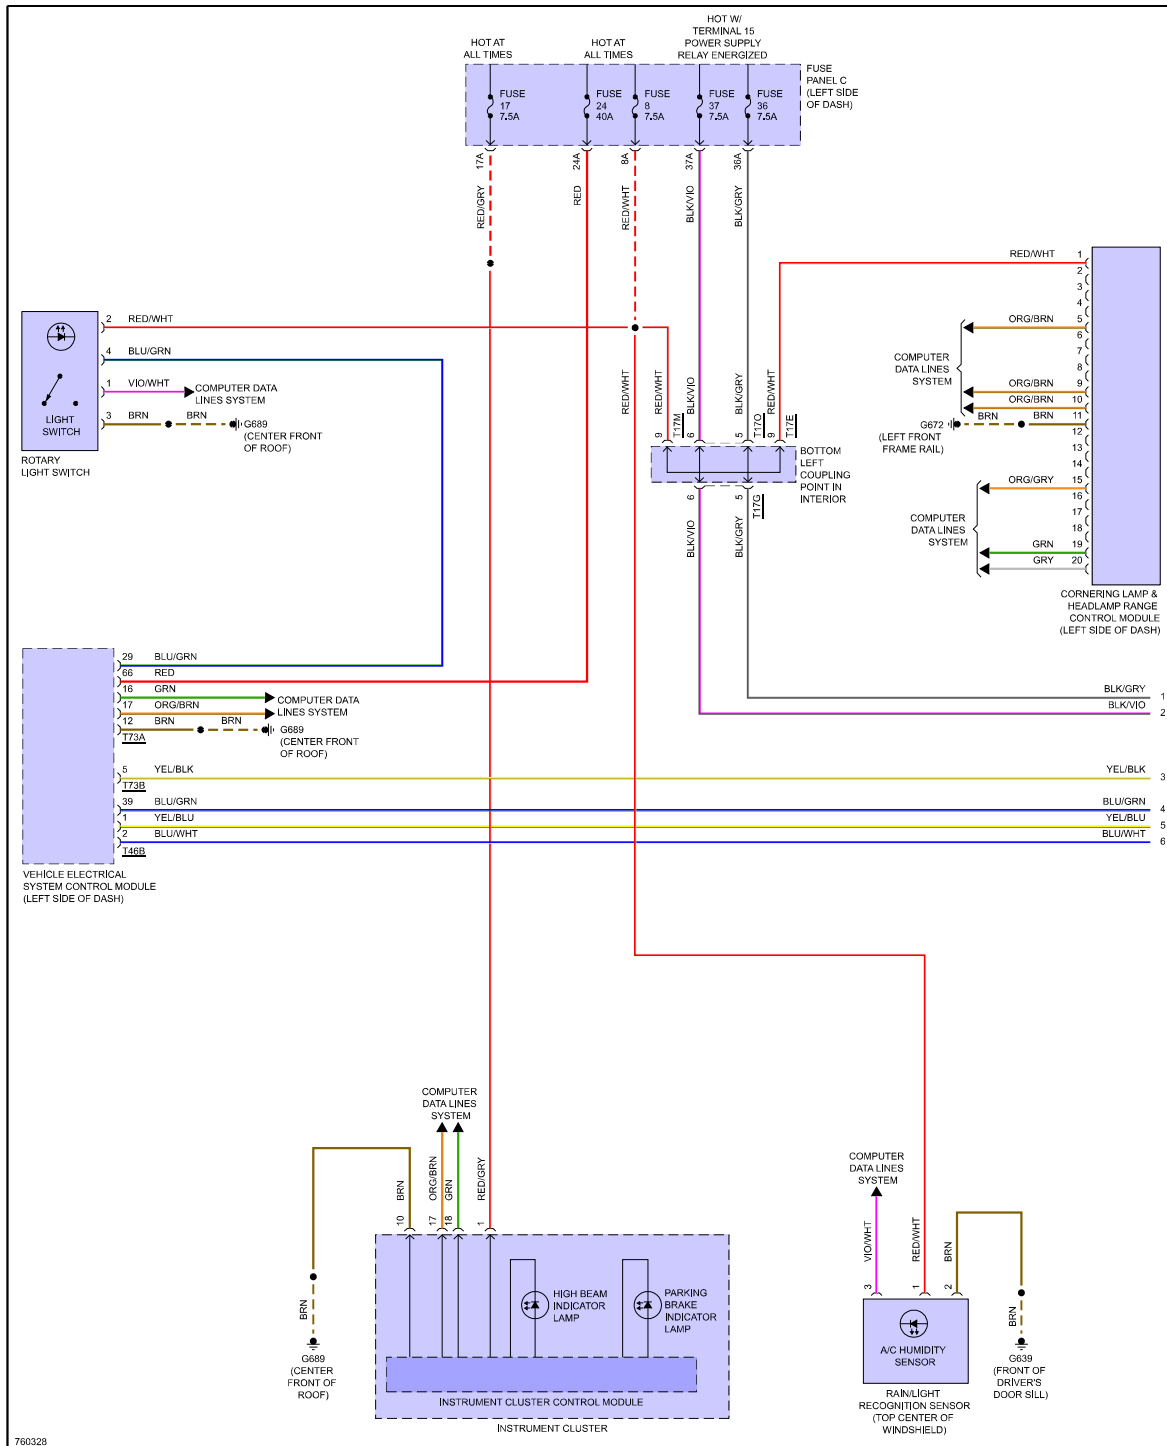 HOT AT
ALL TIMES
HOT AT
ALL TIMES
HOT W/
TERMINAL 15
POWER SUPPLY
RELAY ENERGIZED
FUSE
PANEL C
(LEFT SIDE
OF DASH)
FUSE
17
7.5A
FUSE
24
40A
FUSE
8
7.5A
FUSE
37
7.5A
FUSE
36
7.5A
17A
24A
8A
37A
36A
RED/GRY
RED
RED/WHT
BLK/VIO
BLK/GRY
2
RED/WHT
4
BLU/GRN
1
VIO/WHT
COMPUTER DATA
LINES SYSTEM
3
BRN
BRN
G689
(CENTER FRONT
OF ROOF)
LIGHT
SWITCH
ROTARY
LIGHT SWITCH
RED/WHT
RED/WHT
BLK/VIO
BLK/GRY
RED/WHT
9
T17M
6
5
T17O
9
T17E
BOTTOM
LEFT
COUPLING
POINT IN
INTERIOR
6
5
T17G
BLK/VIO
BLK/GRY
RED/WHT
1
2
3
4
ORG/BRN
5
6
7
8
ORG/BRN
9
ORG/BRN
10
BRN
BRN
11
12
13
14
ORG/GRY
15
16
17
18
GRN
19
GRY
20
COMPUTER
DATA LINES
SYSTEM
G672
(LEFT FRONT
FRAME RAIL)
COMPUTER
DATA LINES
SYSTEM
CORNERING LAMP &
HEADLAMP RANGE
CONTROL MODULE
(LEFT SIDE OF DASH)
29
BLU/GRN
66
RED
16
GRN
17
ORG/BRN
COMPUTER DATA
LINES SYSTEM
12
BRN
BRN
G689
(CENTER FRONT
OF ROOF)
T73A
5
YEL/BLK
T73B
39
BLU/GRN
1
YEL/BLU
2
BLU/WHT
T46B
VEHICLE ELECTRICAL
SYSTEM CONTROL MODULE
(LEFT SIDE OF DASH)
BLK/GRY
1
BLK/VIO
2
YEL/BLK
3
BLU/GRN
4
YEL/BLU
5
BLU/WHT
6
COMPUTER
DATA LINES
SYSTEM
BRN
ORG/BRN
GRN
RED/GRY
10
17
18
1
BRN
G689
(CENTER
FRONT OF
ROOF)
HIGH BEAM
INDICATOR
LAMP
PARKING
BRAKE
INDICATOR
LAMP
INSTRUMENT CLUSTER CONTROL MODULE
INSTRUMENT CLUSTER
COMPUTER
DATA LINES
SYSTEM
VIO/WHT
RED/WHT
BRN
3
1
2
A/C HUMIDITY
SENSOR
RAIN/LIGHT
RECOGNITION SENSOR
(TOP CENTER OF
WINDSHIELD)
BRN
G639
(FRONT OF
DRIVER'S
DOOR SILL)
760328